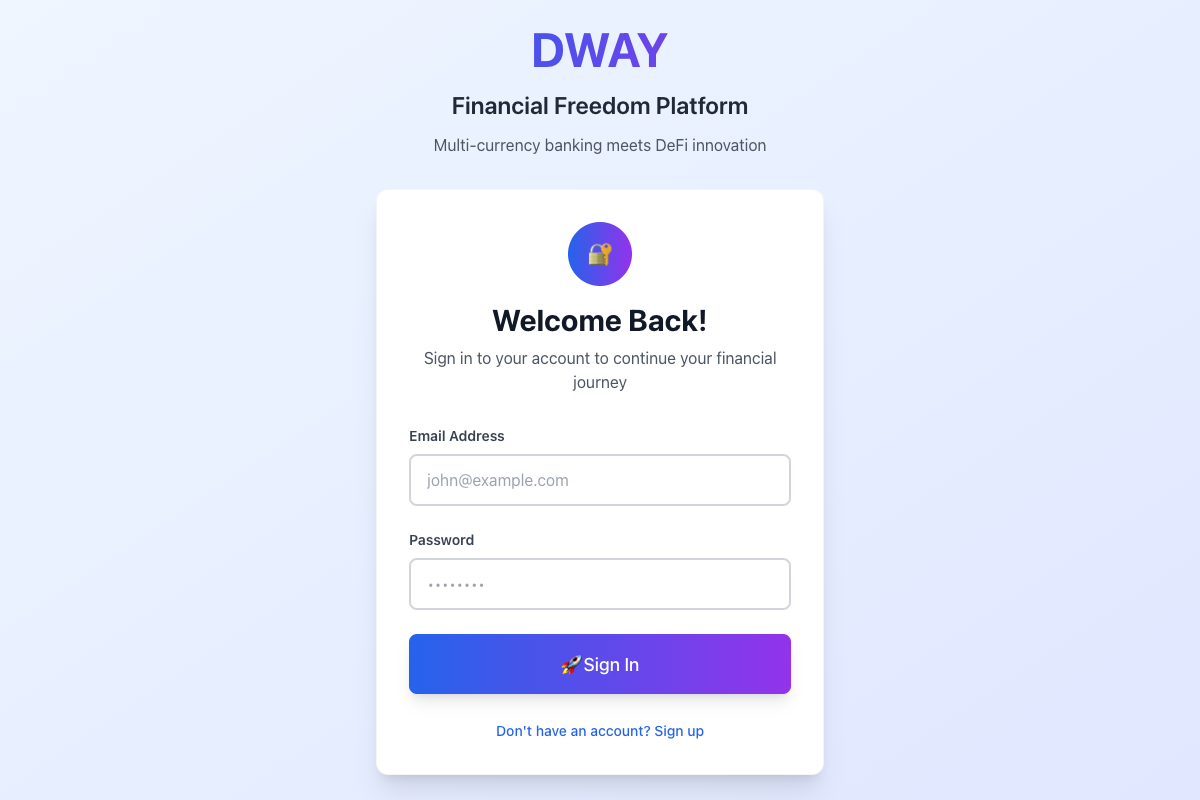 DWAY
Financial Freedom Platform
Multi-currency banking meets DeFi innovation
Welcome Back!
Sign in to your account to continue your financial
journey
Email Address
john@example.com
Password
••••••••
🚀Sign In
Don't have an account? Sign up